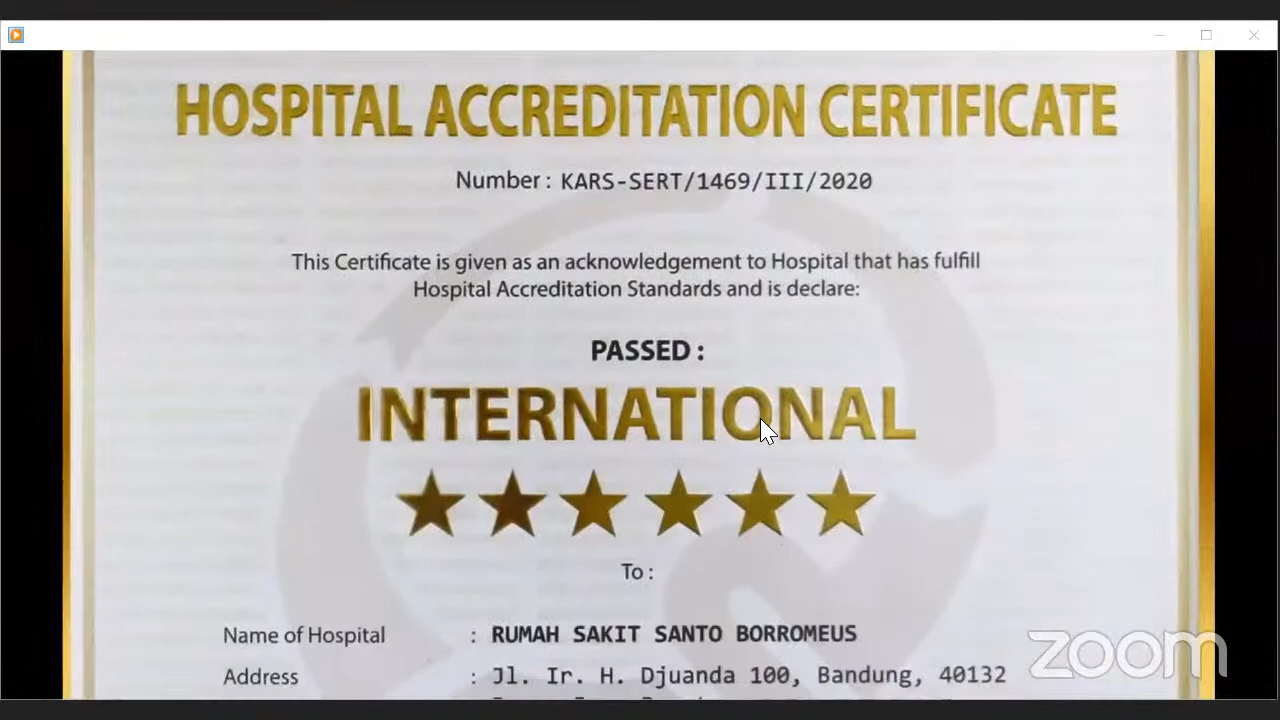 HOSPITAL ACCREDITATION CERTIFICATE
Number : KARS-SERT/1469/III/2020
This Certificate is given as an acknowledgement to Hospital that has fulfill
Hospital Accreditation Standards and is declare:
PASSED :
INTERNATIONAL
To :
Name of Hospital : RUMAH SAKIT SANTO BORROMEUS
Address : Jl. Ir. H. Djuanda 100, Bandung, 40132
zoom